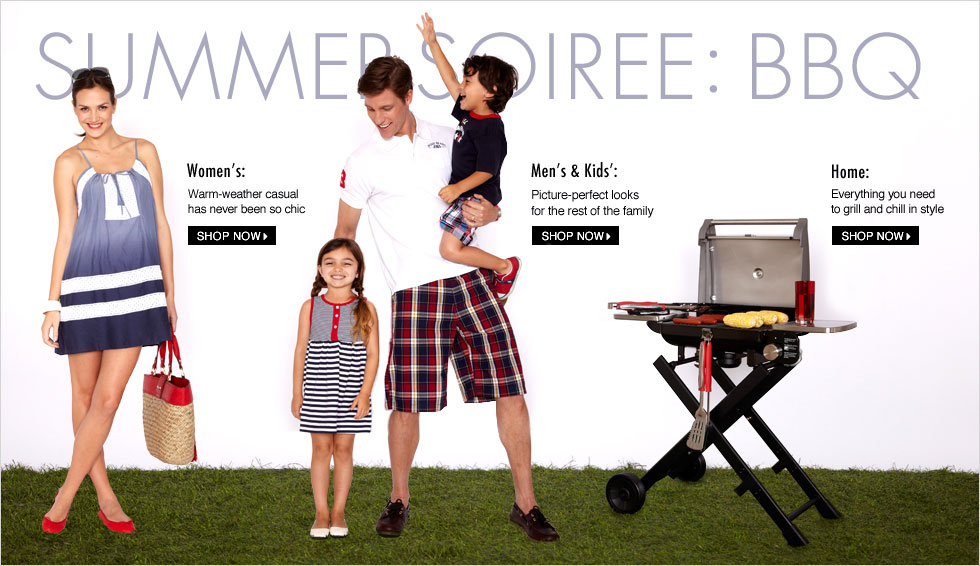 SUMMER SOIREE: BBQ
Women's:
Warm-weather casual
has never been so chic
SHOP NOW
Men's & Kids':
Picture-perfect looks
for the rest of the family
SHOP NOW
Home:
Everything you need
to grill and chill in style
SHOP NOW
3